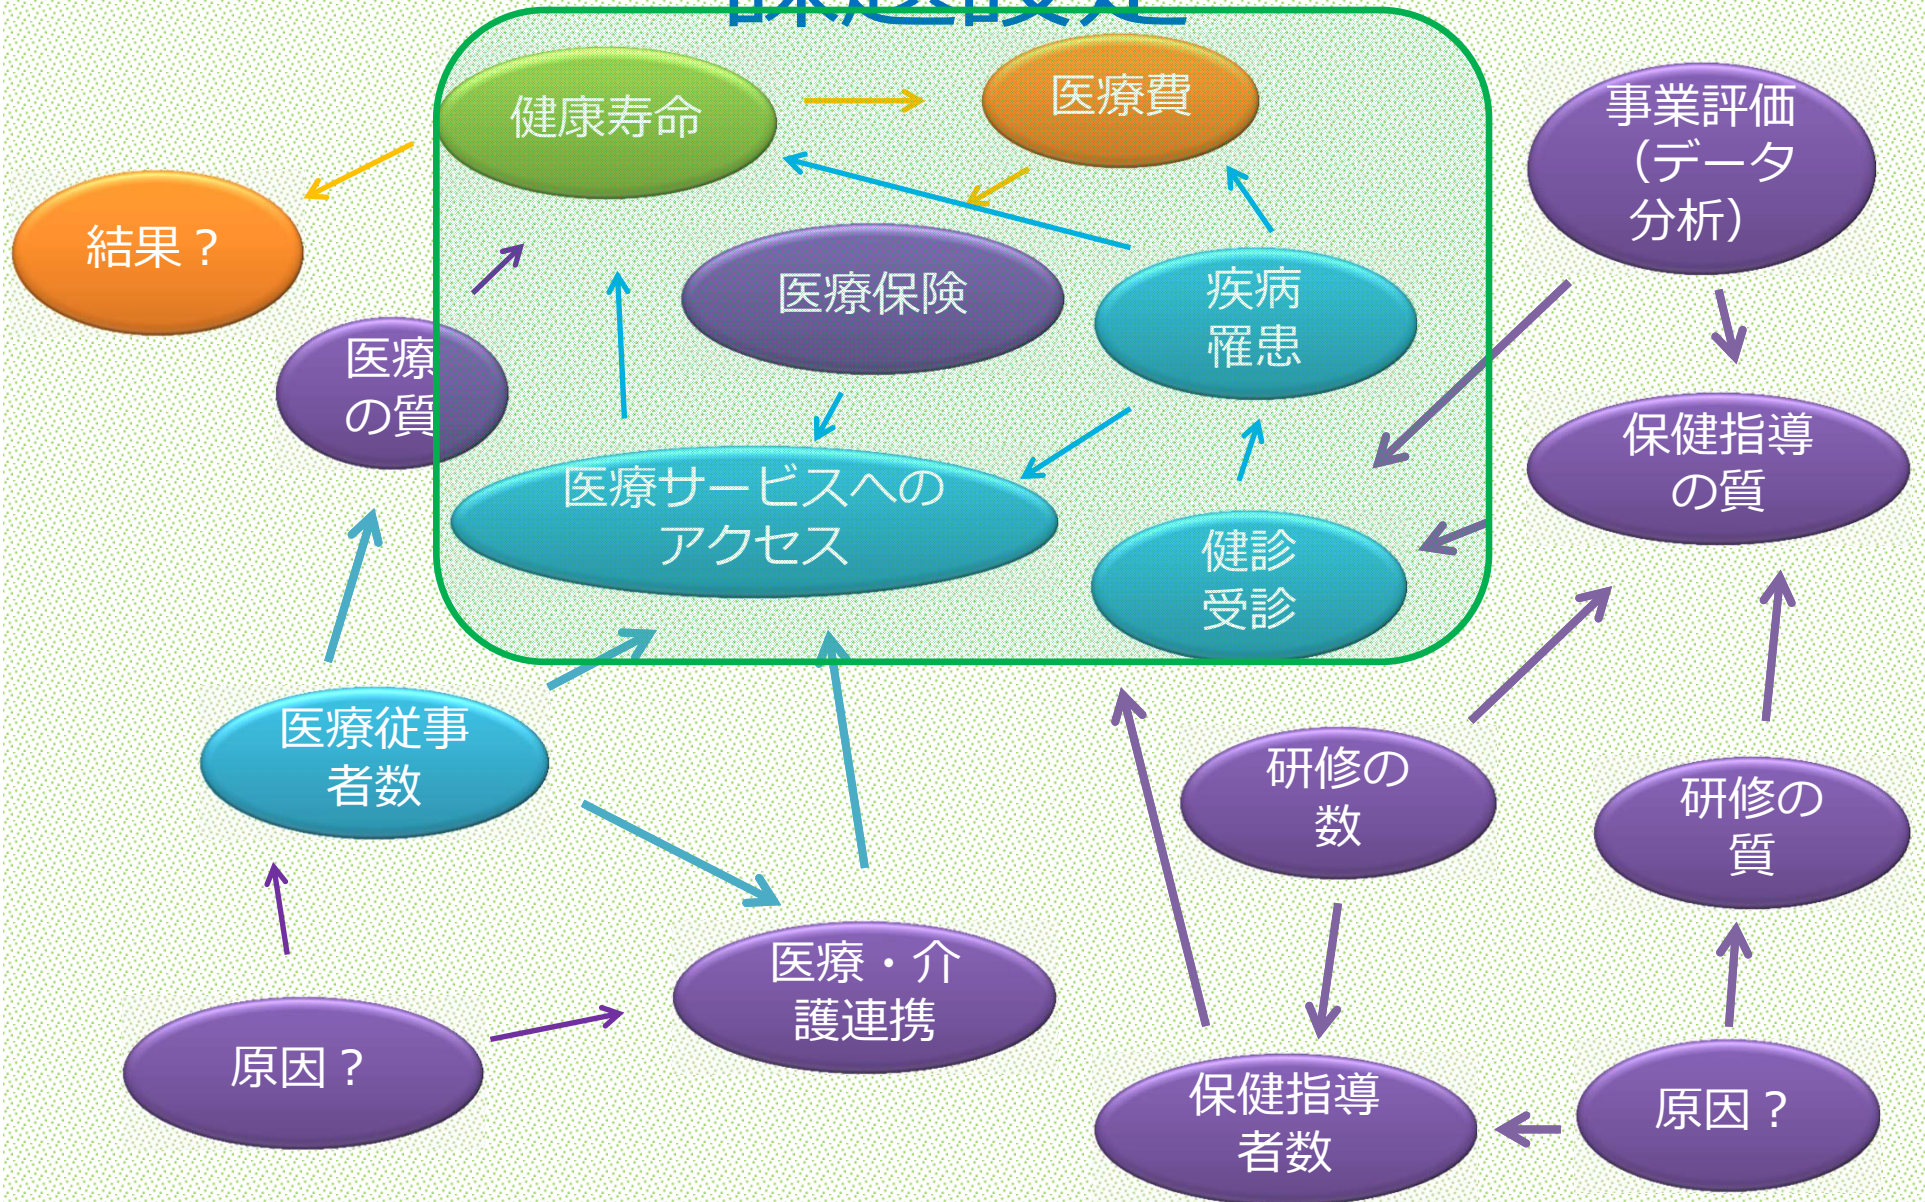 課題設定
健康寿命
医療費
事業評価
（データ
分析）
結果？
医療保険
疾病
罹患
医療
の質
保健指導
の質
医療サービスへの
アクセス
健診
受診
医療従事
者数
研修の
数
研修の
質
医療・介
護連携
原因？
保健指導
者数
原因？